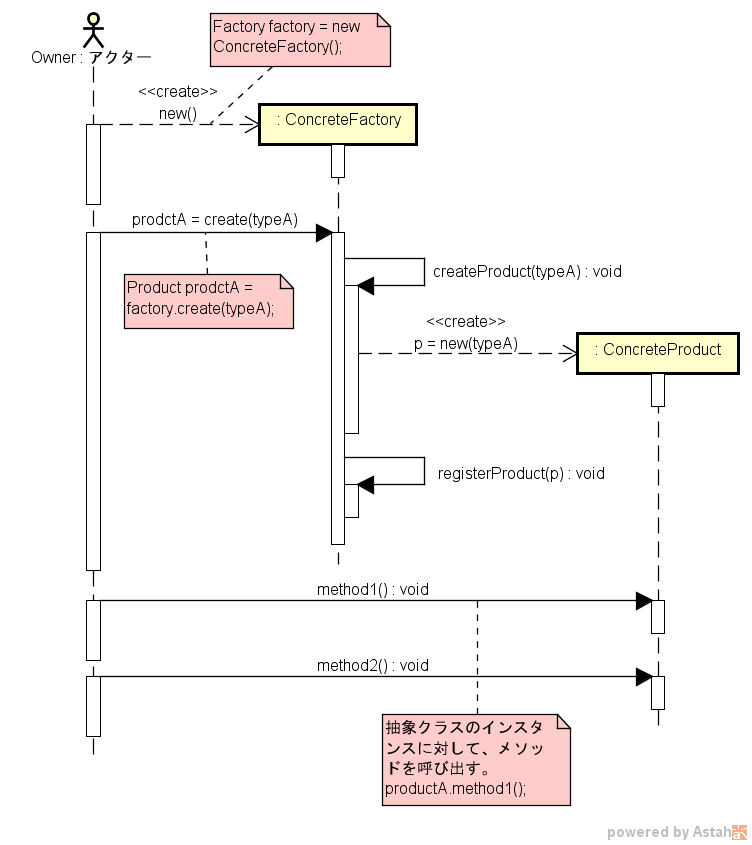 Factory factory = new
ConcreteFactory();
Owner : アクター
<<create>>
new()
: ConcreteFactory
prodctA = create(typeA)
Product prodctA =
factory.create(typeA);
createProduct(typeA) : void
<<create>>
p = new(typeA)
: ConcreteProduct
registerProduct(p) : void
method1() : void
method2() : void
抽象クラスのインスタ
ンスに対して、メソッ
ドを呼び出す。
productA.method1();
powered by Astah